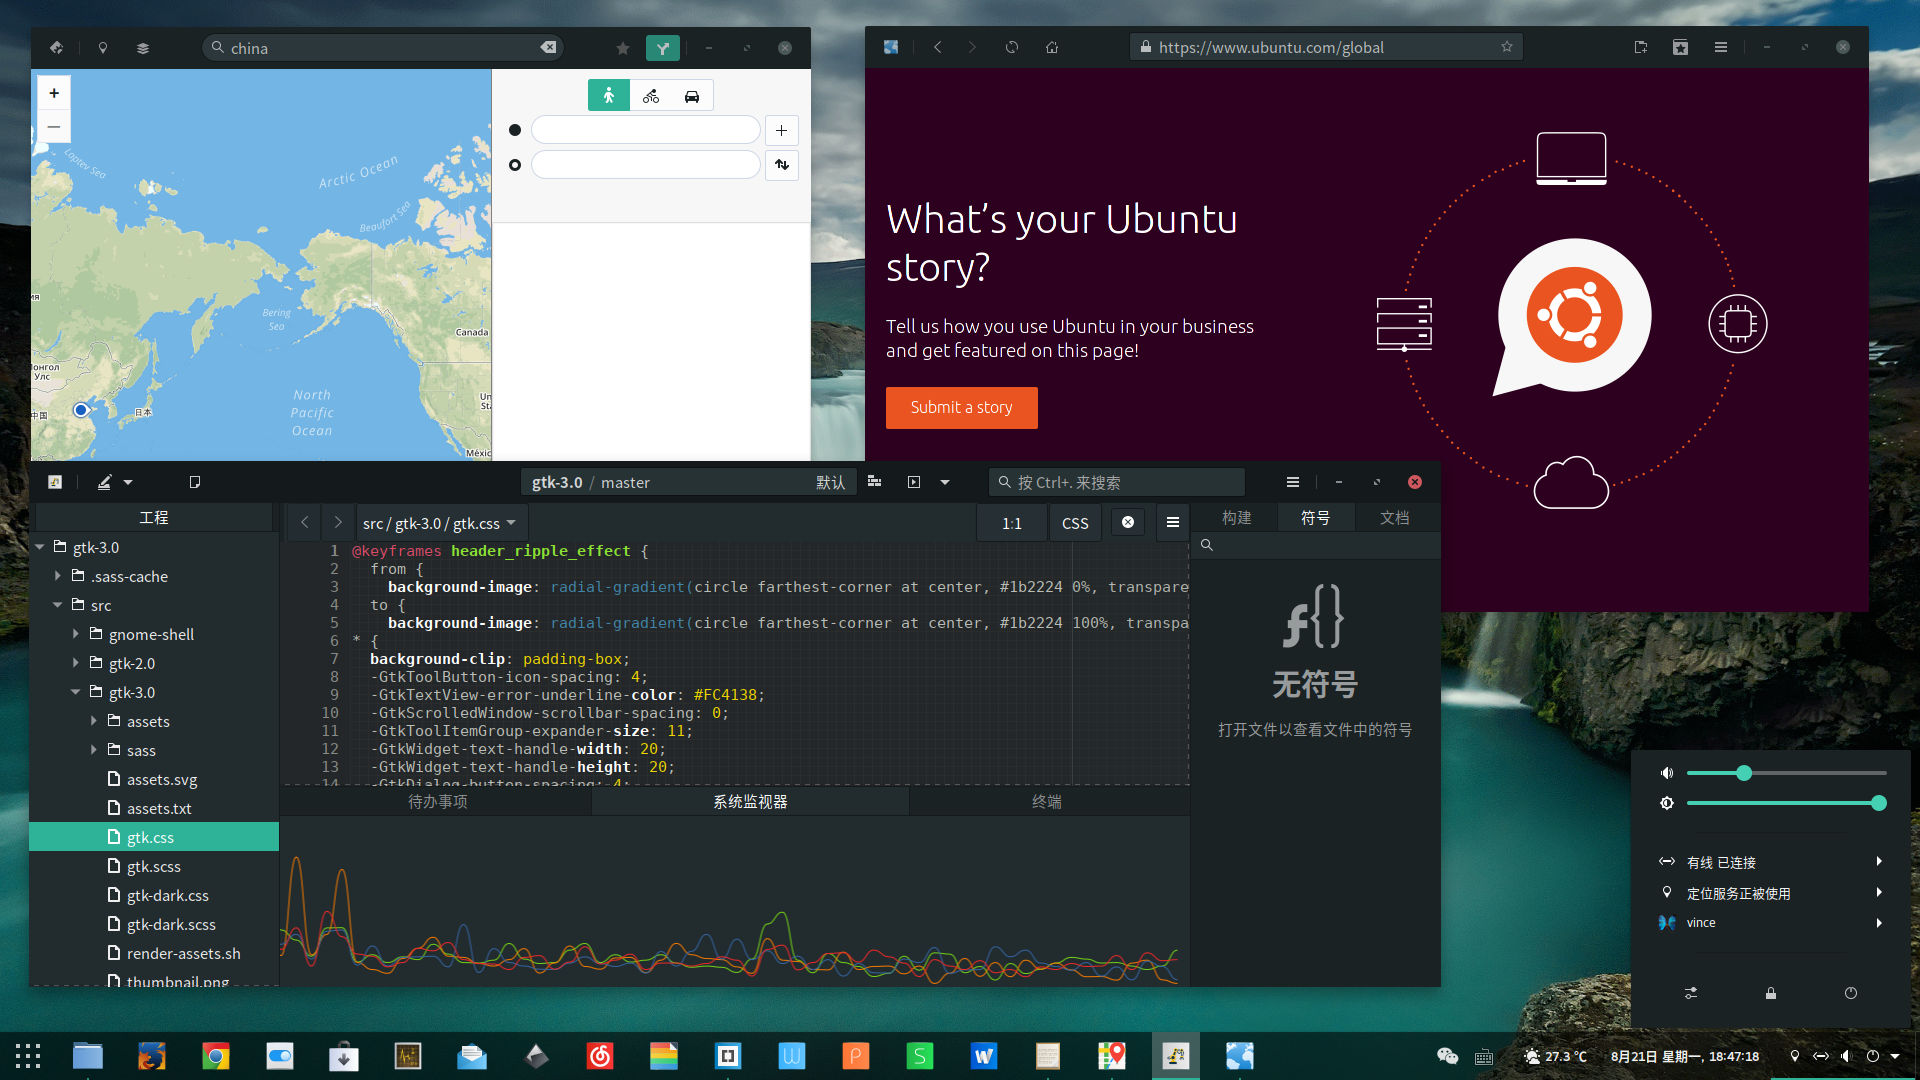 china
+
−
Laptev Sea
Arctic Ocean
Beaufort Sea
Bering
Sea
Canada
ия
Монгол
Улс
中国
日本
North
Pacific
Ocean
Un
Sta
Méxic
https://www.ubuntu.com/global
What’s your Ubuntu
story?
Tell us how you use Ubuntu in your business
and get featured on this page!
Submit a story
gtk-3.0 / master 默认
按 Ctrl+. 来搜索
工程
gtk-3.0
.sass-cache
src
gnome-shell
gtk-2.0
gtk-3.0
assets
sass
assets.svg
assets.txt
gtk.css
gtk.scss
gtk-dark.css
gtk-dark.scss
render-assets.sh
thumbnail.png
src / gtk-3.0 / gtk.css
1:1
CSS
1 @keyframes header_ripple_effect {
2 from {
3 background-image: radial-gradient(circle farthest-corner at center, #1b2224 0%, transpare
4 to {
5 background-image: radial-gradient(circle farthest-corner at center, #1b2224 100%, transpa
6 * {
7 background-clip: padding-box;
8 -GtkToolButton-icon-spacing: 4;
9 -GtkTextView-error-underline-color: #FC4138;
10 -GtkScrolledWindow-scrollbar-spacing: 0;
11 -GtkToolItemGroup-expander-size: 11;
12 -GtkWidget-text-handle-width: 20;
13 -GtkWidget-text-handle-height: 20;
14 -GtkDialog-button-spacing: 4;
待办事项
系统监视器
终端
构建
符号
文档
f{}
无符号
打开文件以查看文件中的符号
有线 已连接
定位服务正被使用
vince
W
P
S
W
27.3 °C
8月21日 星期一, 18:47:18